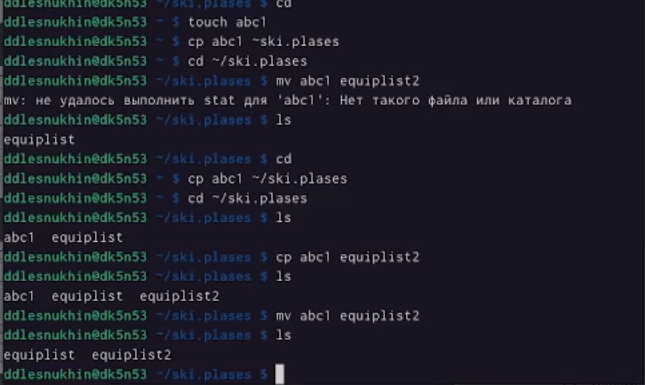 ddlesnukhin@dk5n53 ~/ski.plases $ cd
ddlesnukhin@dk5n53 ~ $ touch abc1
ddlesnukhin@dk5n53 ~ $ cp abc1 ~ski.plases
ddlesnukhin@dk5n53 ~ $ cd ~/ski.plases
ddlesnukhin@dk5n53 ~/ski.plases $ mv abc1 equiplist2
mv: не удалось выполнить stat для 'abc1': Нет такого файла или каталога
ddlesnukhin@dk5n53 ~/ski.plases $ ls
equiplist
ddlesnukhin@dk5n53 ~/ski.plases $ cd
ddlesnukhin@dk5n53 ~ $ cp abc1 ~/ski.plases
ddlesnukhin@dk5n53 ~ $ cd ~/ski.plases
ddlesnukhin@dk5n53 ~/ski.plases $ ls
abc1 equiplist
ddlesnukhin@dk5n53 ~/ski.plases $ cp abc1 equiplist2
ddlesnukhin@dk5n53 ~/ski.plases $ ls
abc1 equiplist equiplist2
ddlesnukhin@dk5n53 ~/ski.plases $ mv abc1 equiplist2
ddlesnukhin@dk5n53 ~/ski.plases $ ls
equiplist equiplist2
ddlesnukhin@dk5n53 ~/ski.plases $